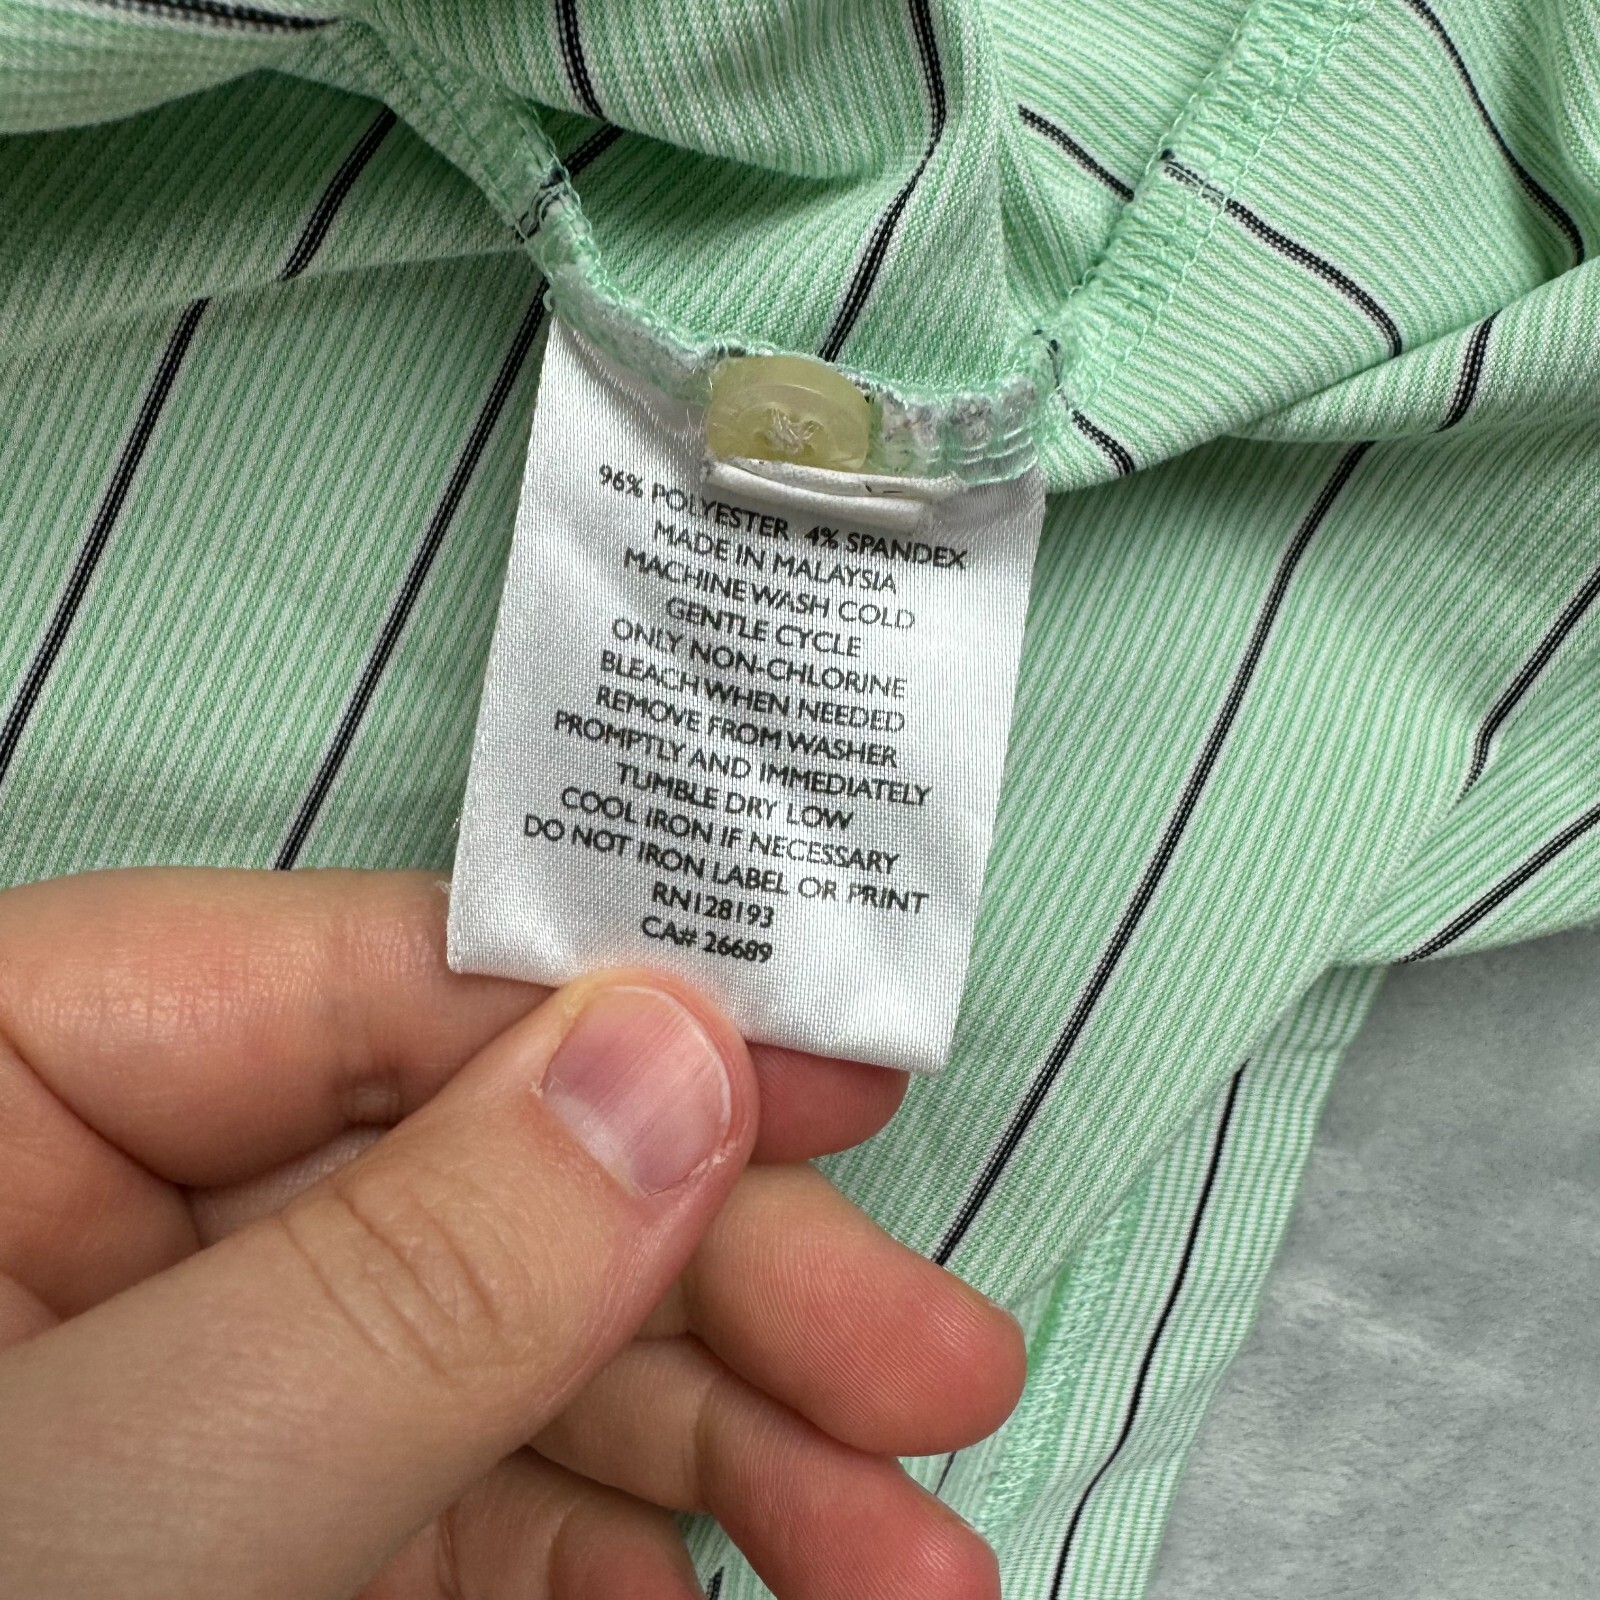 96% POLYESTER 4% SPANDEX
MADE IN MALAYSIA
MACHINE WASH COLD
GENTLE CYCLE
ONLY NON-CHLORINE
BLEACH WHEN NEEDED
REMOVE FROM WASHER
PROMPTLY AND IMMEDIATELY
TUMBLE DRY LOW
COOL IRON IF NECESSARY
DO NOT IRON LABEL OR PRINT
RN128193
CA# 26689